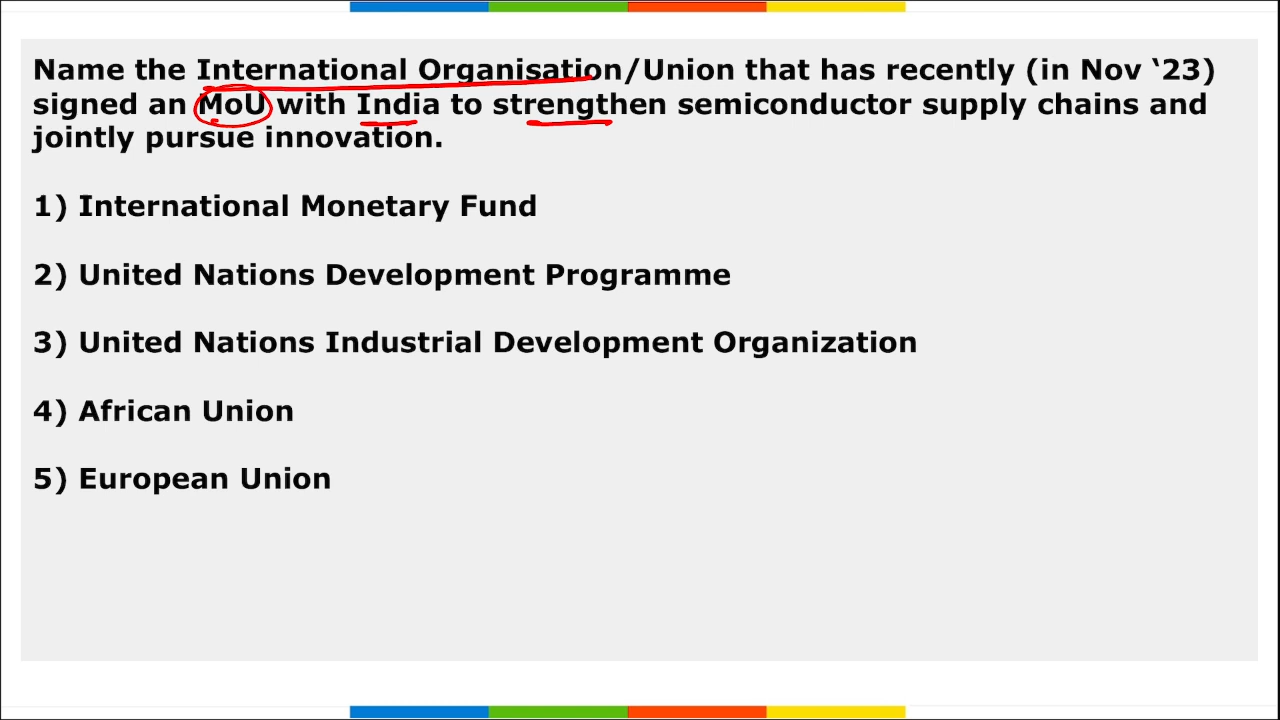 Name the International Organisation/Union that has recently (in Nov ‘23)
signed an MoU with India to strengthen semiconductor supply chains and
jointly pursue innovation.
1) International Monetary Fund
2) United Nations Development Programme
3) United Nations Industrial Development Organization
4) African Union
5) European Union